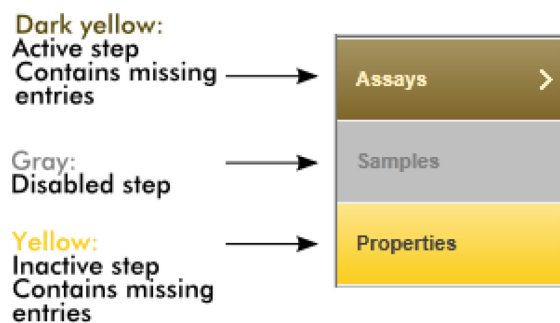 Dark yellow:
Active step
Contains missing
entries
Assays
Gray:
Disabled step
Samples
Yellow:
Inactive step
Contains missing
entries
Properties